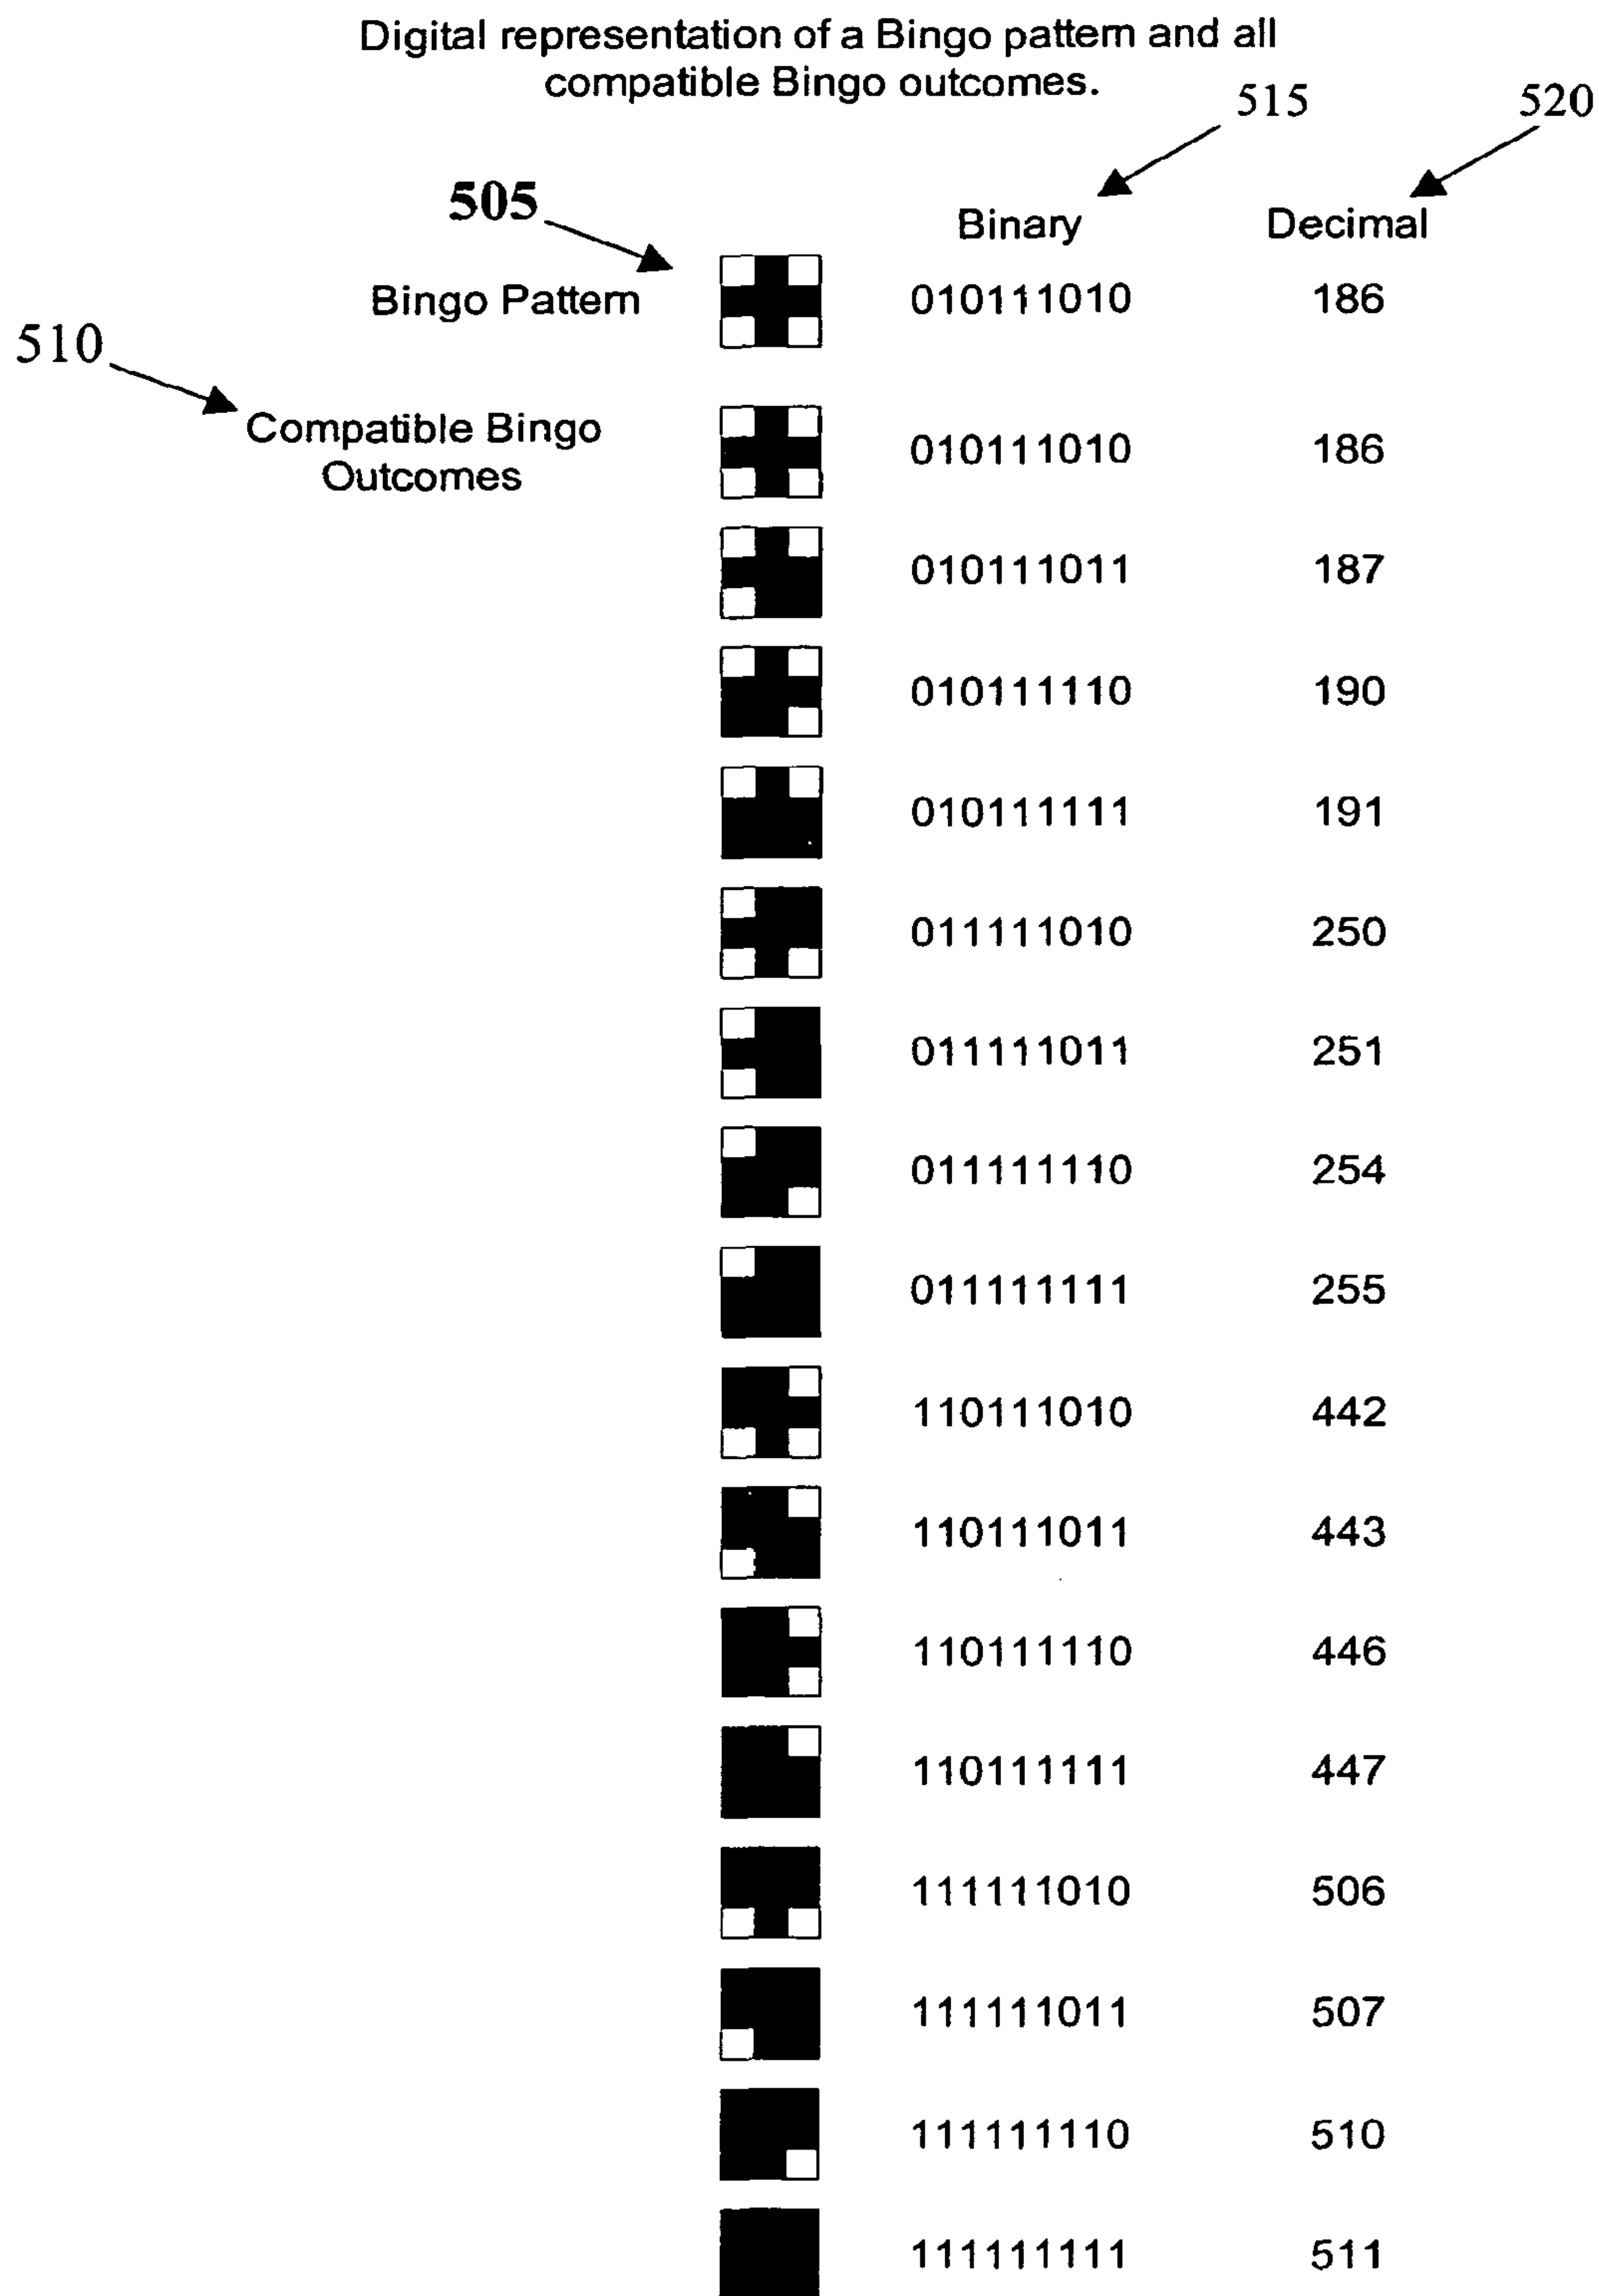 Digital representation of a Bingo pattern and all
compatible Bingo outcomes.
515 520
505 Binary Decimal
Bingo Pattern 010111010 186
510
Compatible Bingo
Outcomes 010111010 186
010111011 187
010111110 190
010111111 191
011111010 250
011111011 251
011111110 254
011111111 255
110111010 442
110111011 443
110111110 446
110111111 447
111111010 506
111111011 507
111111110 510
111111111 511